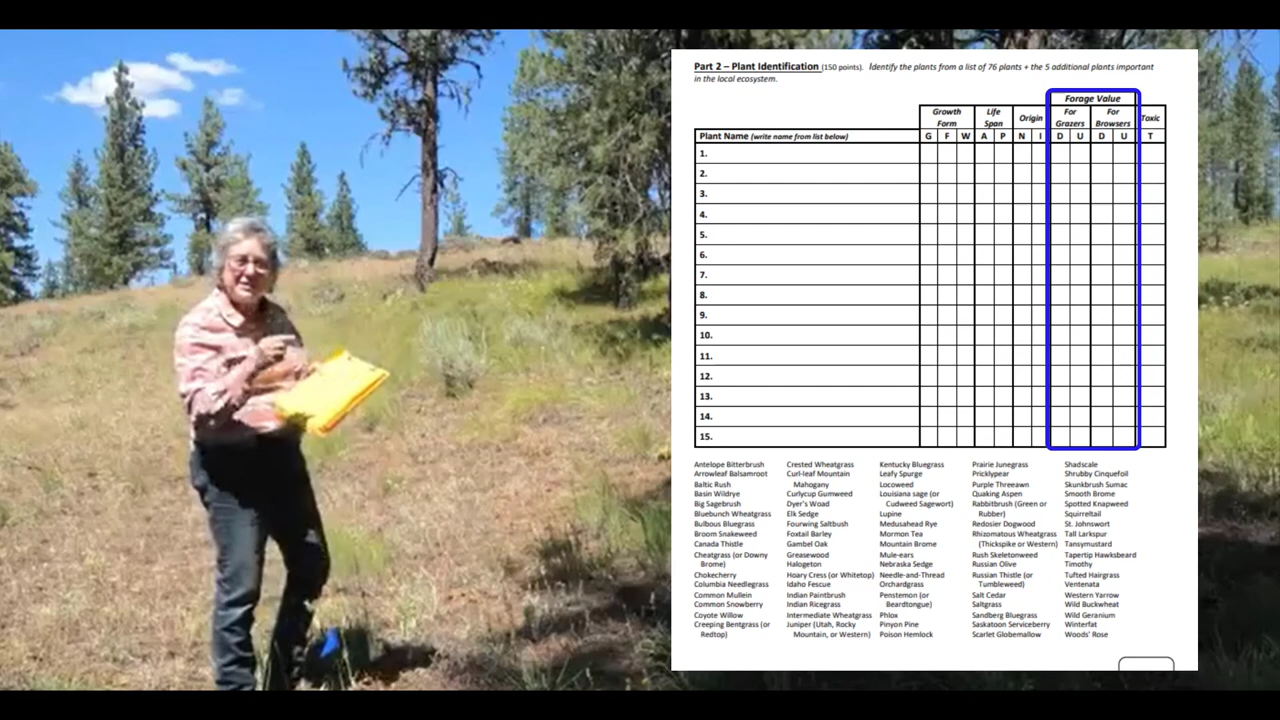 Part 2 – Plant Identification (150 points). Identify the plants from a list of 76 plants + the 5 additional plants important
in the local ecosystem.
Forage Value
Growth Form Life Span Origin For Grazers For Browsers Toxic
Plant Name (write name from list below) G F W A P N I D U D U T
1.
2.
3.
4.
5.
6.
7.
8.
9.
10.
11.
12.
13.
14.
15.
Antelope Bitterbrush
Arrowleaf Balsamroot
Baltic Rush
Basin Wildrye
Big Sagebrush
Bluebunch Wheatgrass
Bulbous Bluegrass
Broom Snakeweed
Canada Thistle
Cheatgrass (or Downy
Brome)
Chokecherry
Columbia Needlegrass
Common Mullein
Common Snowberry
Coyote Willow
Creeping Bentgrass (or
Redtop)
Crested Wheatgrass
Curl-leaf Mountain
Mahogany
Curlycup Gumweed
Dyer's Woad
Elk Sedge
Fourwing Saltbush
Foxtail Barley
Gambel Oak
Greasewood
Halogeton
Hoary Cress (or Whitetop)
Idaho Fescue
Indian Paintbrush
Indian Ricegrass
Intermediate Wheatgrass
Juniper (Utah, Rocky
Mountain, or Western)
Kentucky Bluegrass
Leafy Spurge
Locoweed
Louisiana sage (or
Cudweed Sagewort)
Lupine
Medusahead Rye
Mormon Tea
Mountain Brome
Mule-ears
Nebraska Sedge
Needle-and-Thread
Orchardgrass
Penstemon (or
Beardtongue)
Phlox
Pinyon Pine
Poison Hemlock
Prairie Junegrass
Pricklypear
Purple Threeawn
Quaking Aspen
Rabbitbrush (Green or
Rubber)
Redosier Dogwood
Rhizomatous Wheatgrass
(Thickspike or Western)
Rush Skeletonweed
Russian Olive
Russian Thistle (or
Tumbleweed)
Salt Cedar
Saltgrass
Sandberg Bluegrass
Saskatoon Serviceberry
Scarlet Globemallow
Shadscale
Shrubby Cinquefoil
Skunkbrush Sumac
Smooth Brome
Spotted Knapweed
Squirreltail
St. Johnswort
Tall Larkspur
Tansymustard
Tapertip Hawksbeard
Timothy
Tufted Hairgrass
Ventenata
Western Yarrow
Wild Buckwheat
Wild Geranium
Winterfat
Woods' Rose